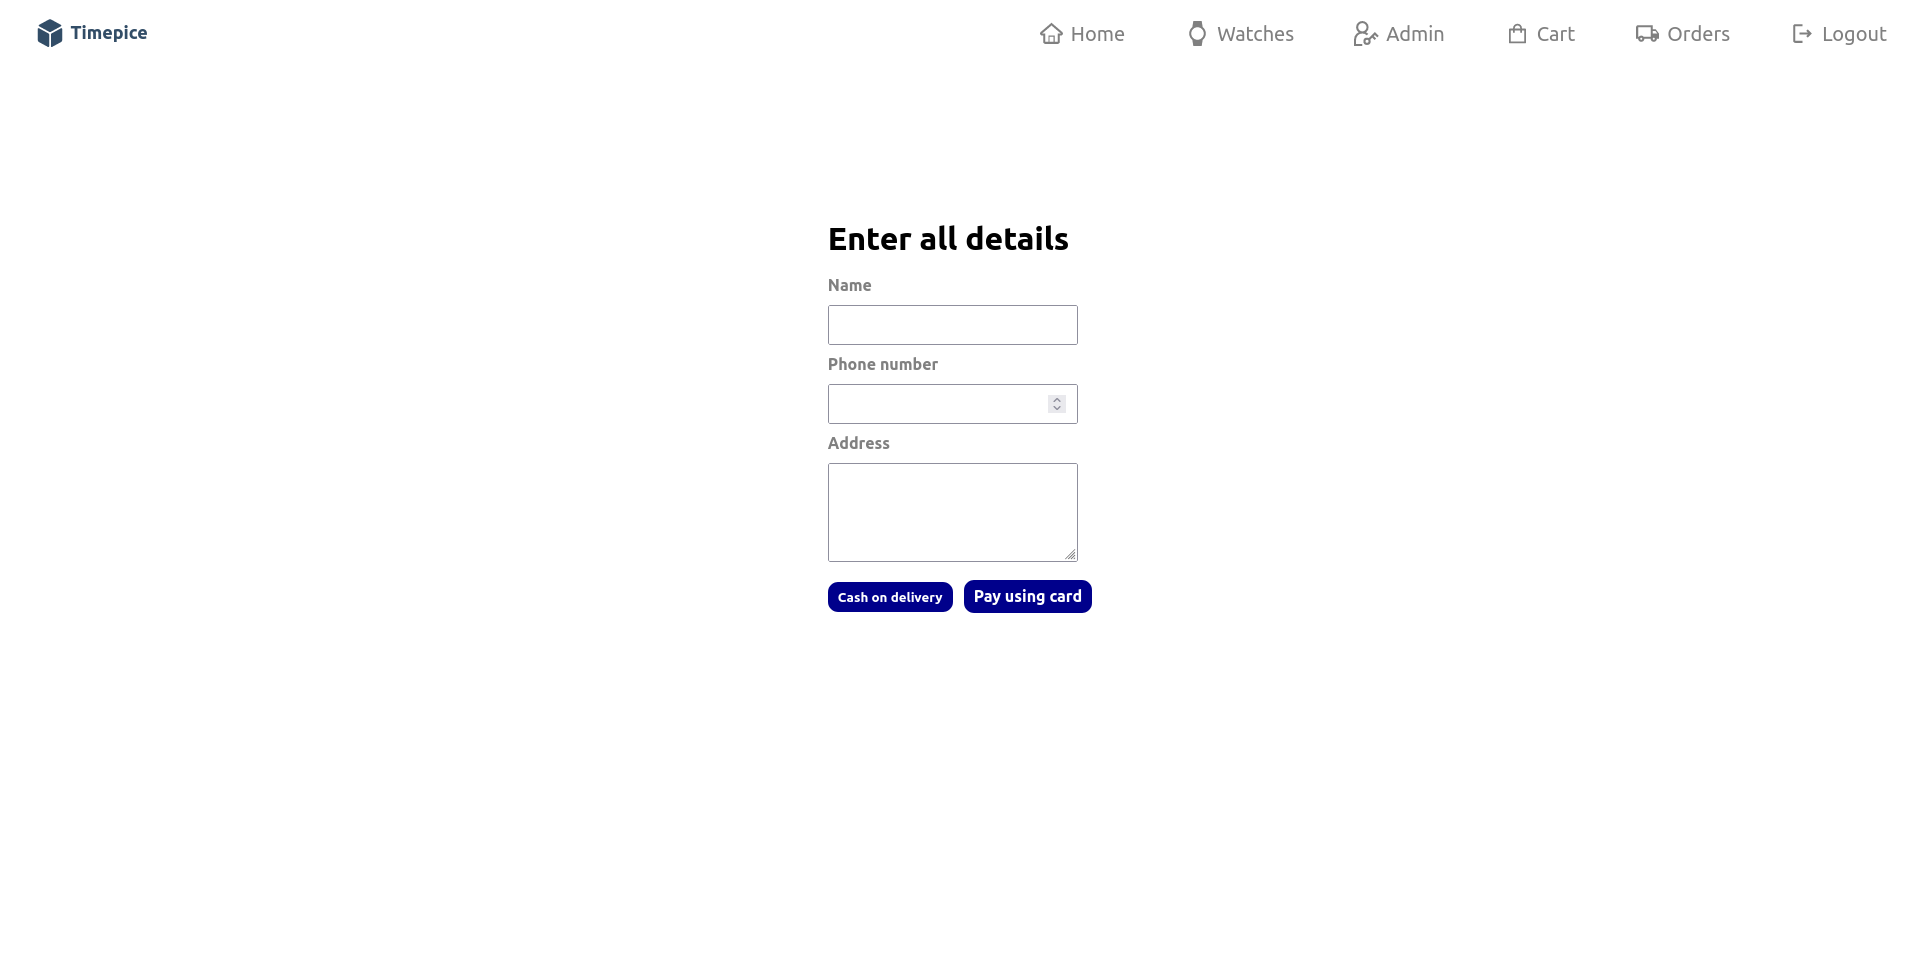 Timepice
Home Watches Admin Cart Orders Logout
Enter all details
Name
Phone number
Address
Cash on delivery Pay using card